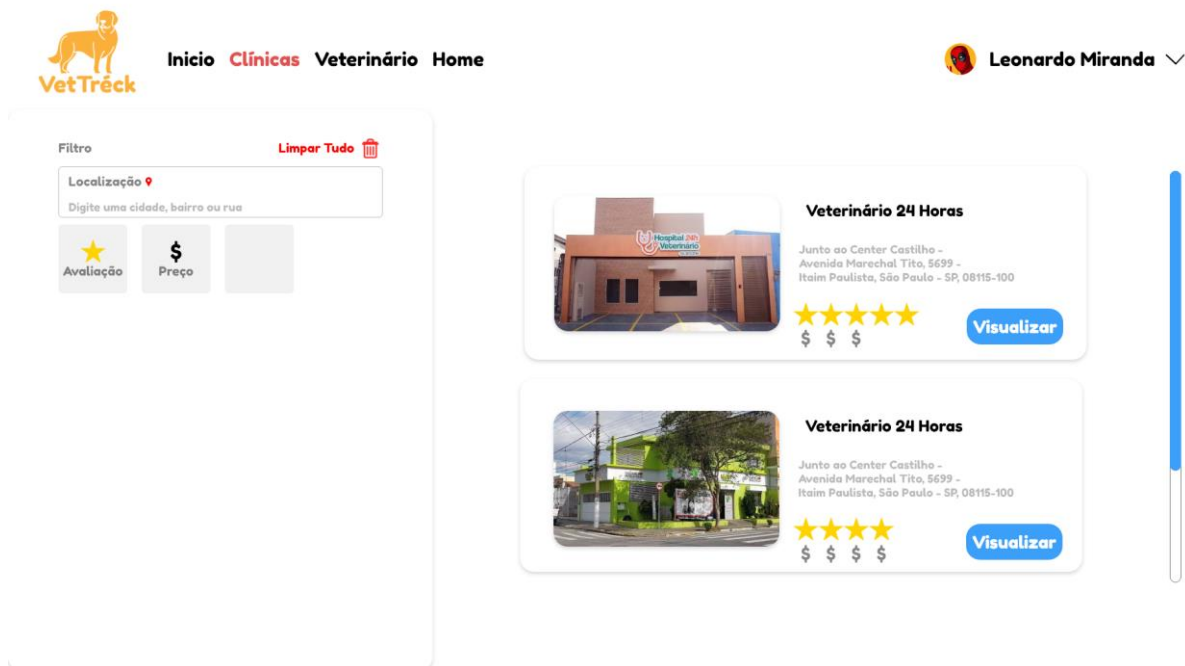 VetTréck
Inicio Clínicas Veterinário Home
Leonardo Miranda
Filtro
Limpar Tudo
Localização
Digite uma cidade, bairro ou rua
Avaliação
$
Preço
Hospital 24h
Veterinário
Veterinário 24 Horas
Junto ao Center Castilho -
Avenida Marechal Tito, 5699 -
Itaim Paulista, São Paulo - SP, 08115-100
$ $ $
Visualizar
Veterinário 24 Horas
Junto ao Center Castilho -
Avenida Marechal Tito, 5699 -
Itaim Paulista, São Paulo - SP, 08115-100
$ $ $ $
Visualizar